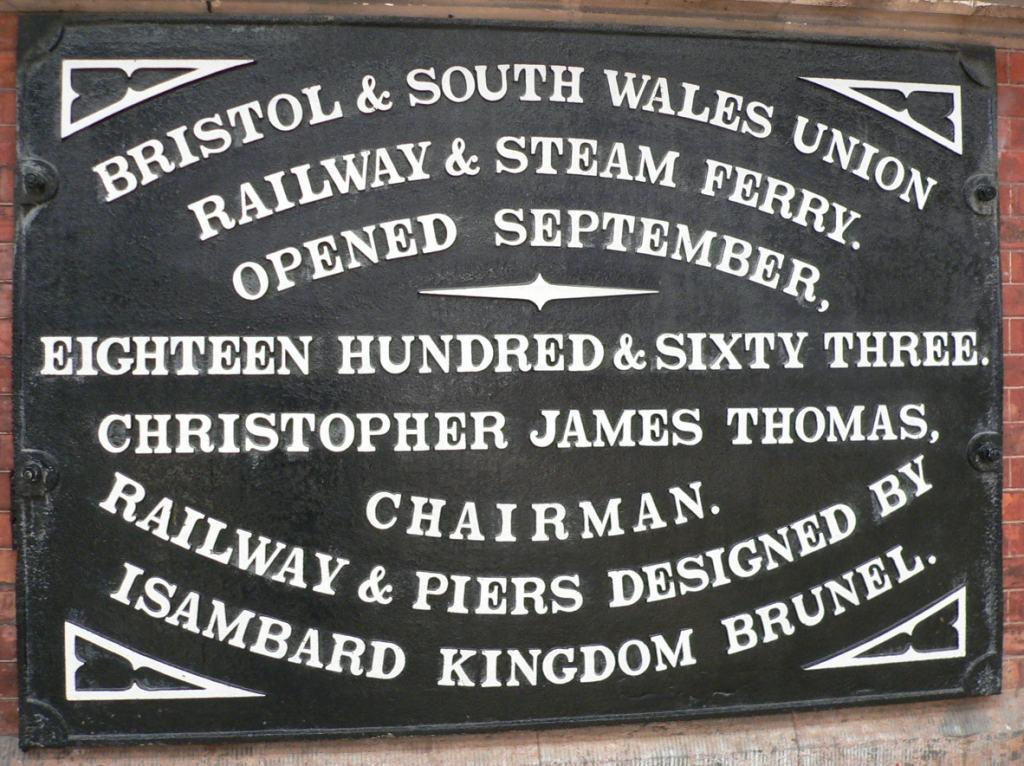 BRISTOL & SOUTH WALES UNION
RAILWAY & STEAM FERRY.
OPENED SEPTEMBER,
EIGHTEEN HUNDRED & SIXTY THREE.
CHRISTOPHER JAMES THOMAS,
CHAIRMAN.
RAILWAY & PIERS DESIGNED BY
ISAMBARD KINGDOM BRUNEL.